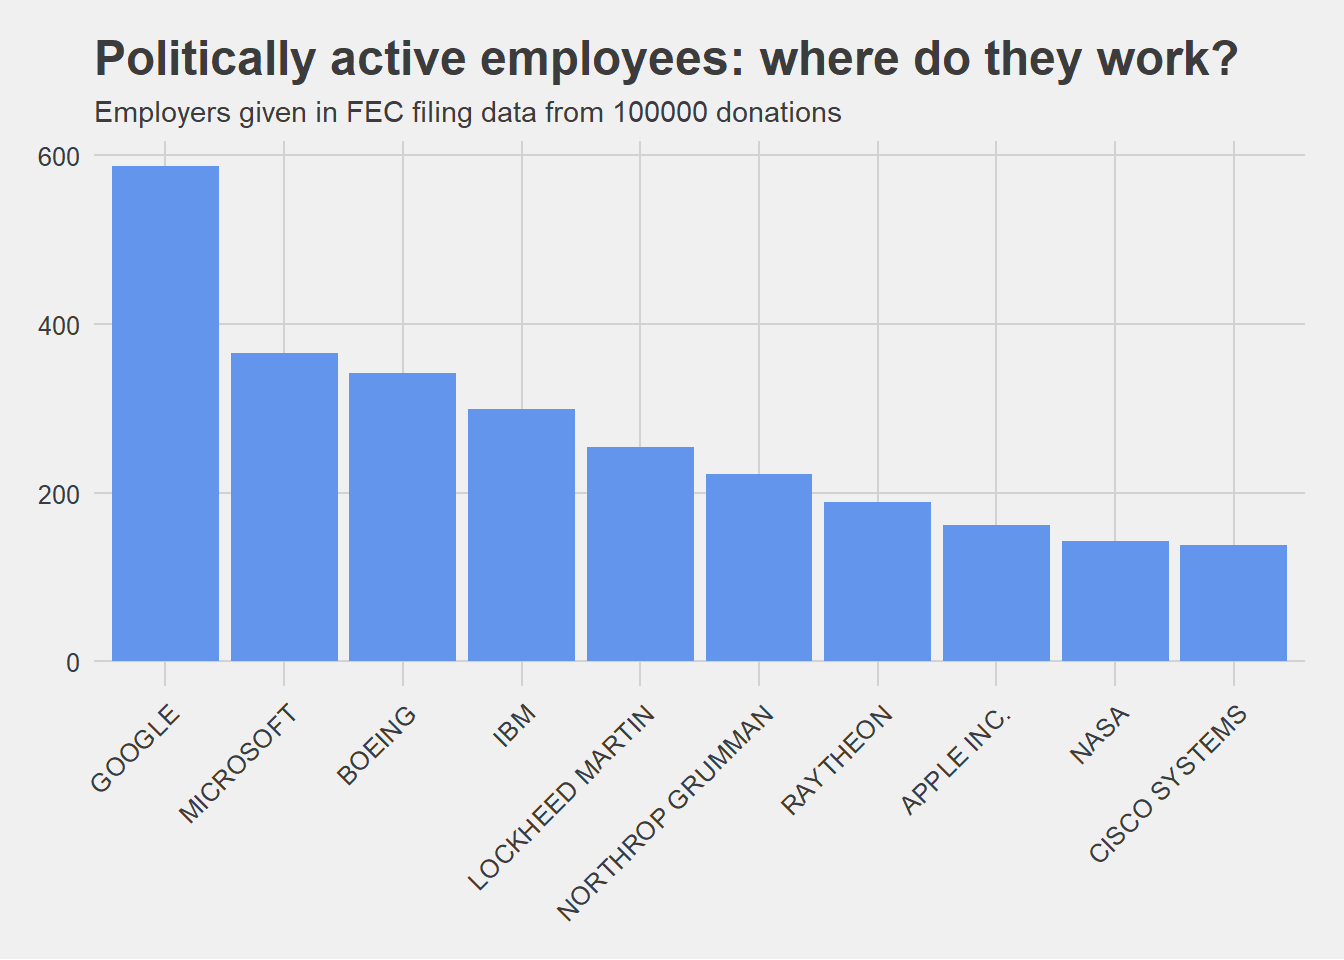 Politically active employees: where do they work?
Employers given in FEC filing data from 100000 donations
600
400
200
0
GOOGLE
MICROSOFT
BOEING
IBM
LOCKHEED MARTIN
NORTHROP GRUMMAN
RAYTHEON
APPLE INC.
NASA
CISCO SYSTEMS